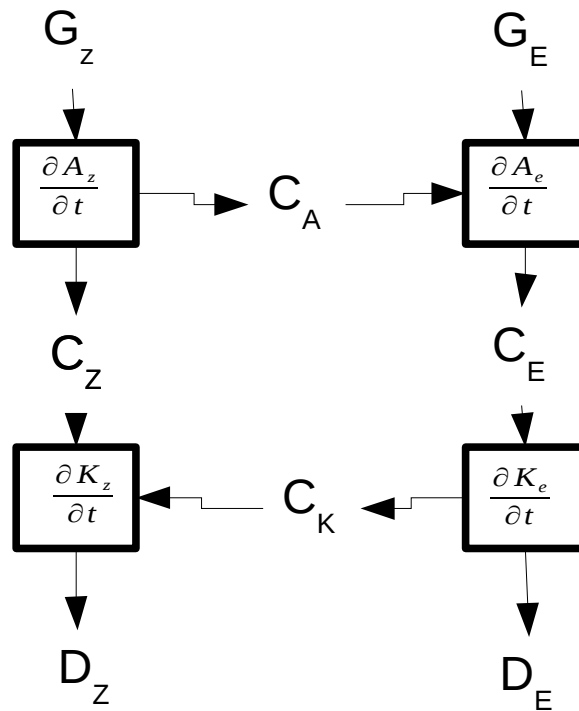 G_z G_E
∂A_z/∂t C_A ∂A_e/∂t
C_Z C_E
∂K_z/∂t C_K ∂K_e/∂t
D_Z D_E